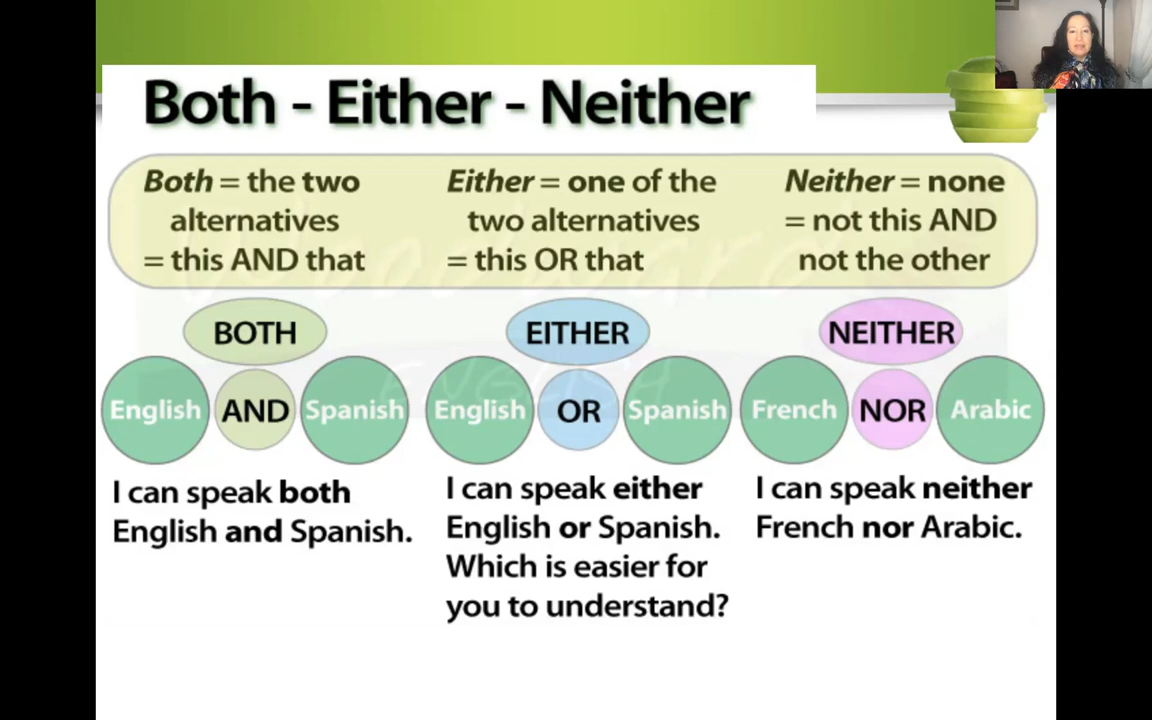 Both - Either - Neither
Both = the two
alternatives
= this AND that
Either = one of the
two alternatives
= this OR that
Neither = none
= not this AND
not the other
BOTH
English AND Spanish
I can speak both
English and Spanish.
EITHER
English OR Spanish
I can speak either
English or Spanish.
Which is easier for
you to understand?
NEITHER
French NOR Arabic
I can speak neither
French nor Arabic.
Woodward
ENGLISH